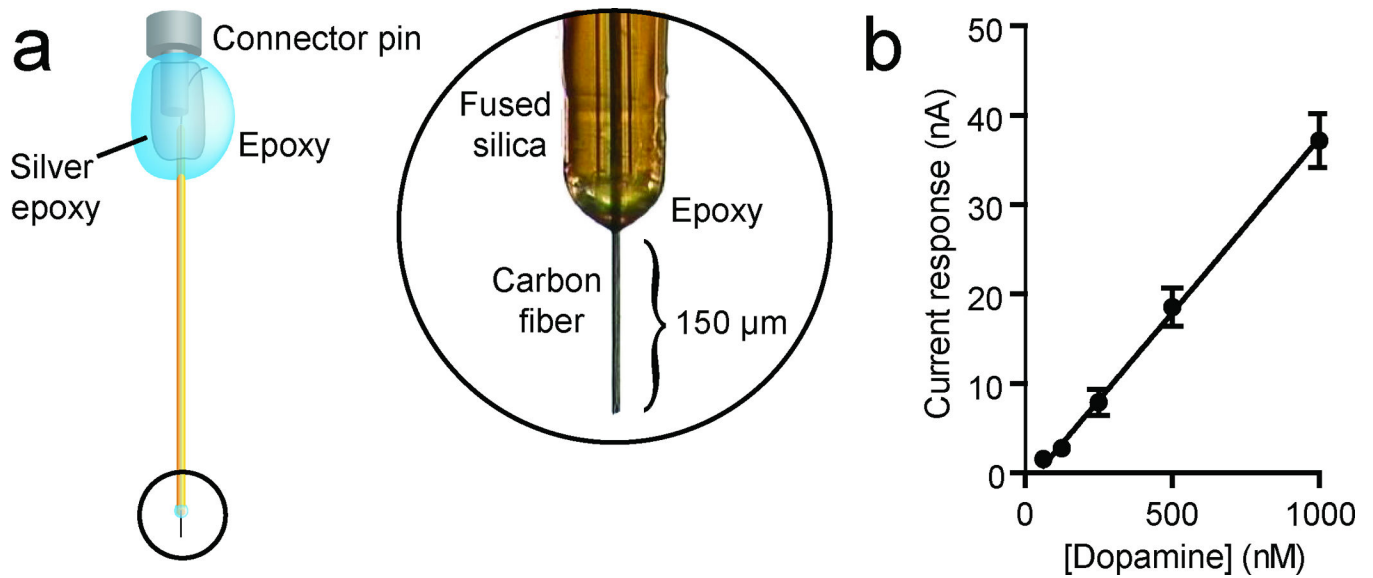 a
Connector pin
Silver
epoxy
Epoxy
Fused
silica
Epoxy
Carbon
fiber
150 µm
b
Current response (nA)
50
40
30
20
10
0
0
500
1000
[Dopamine] (nM)